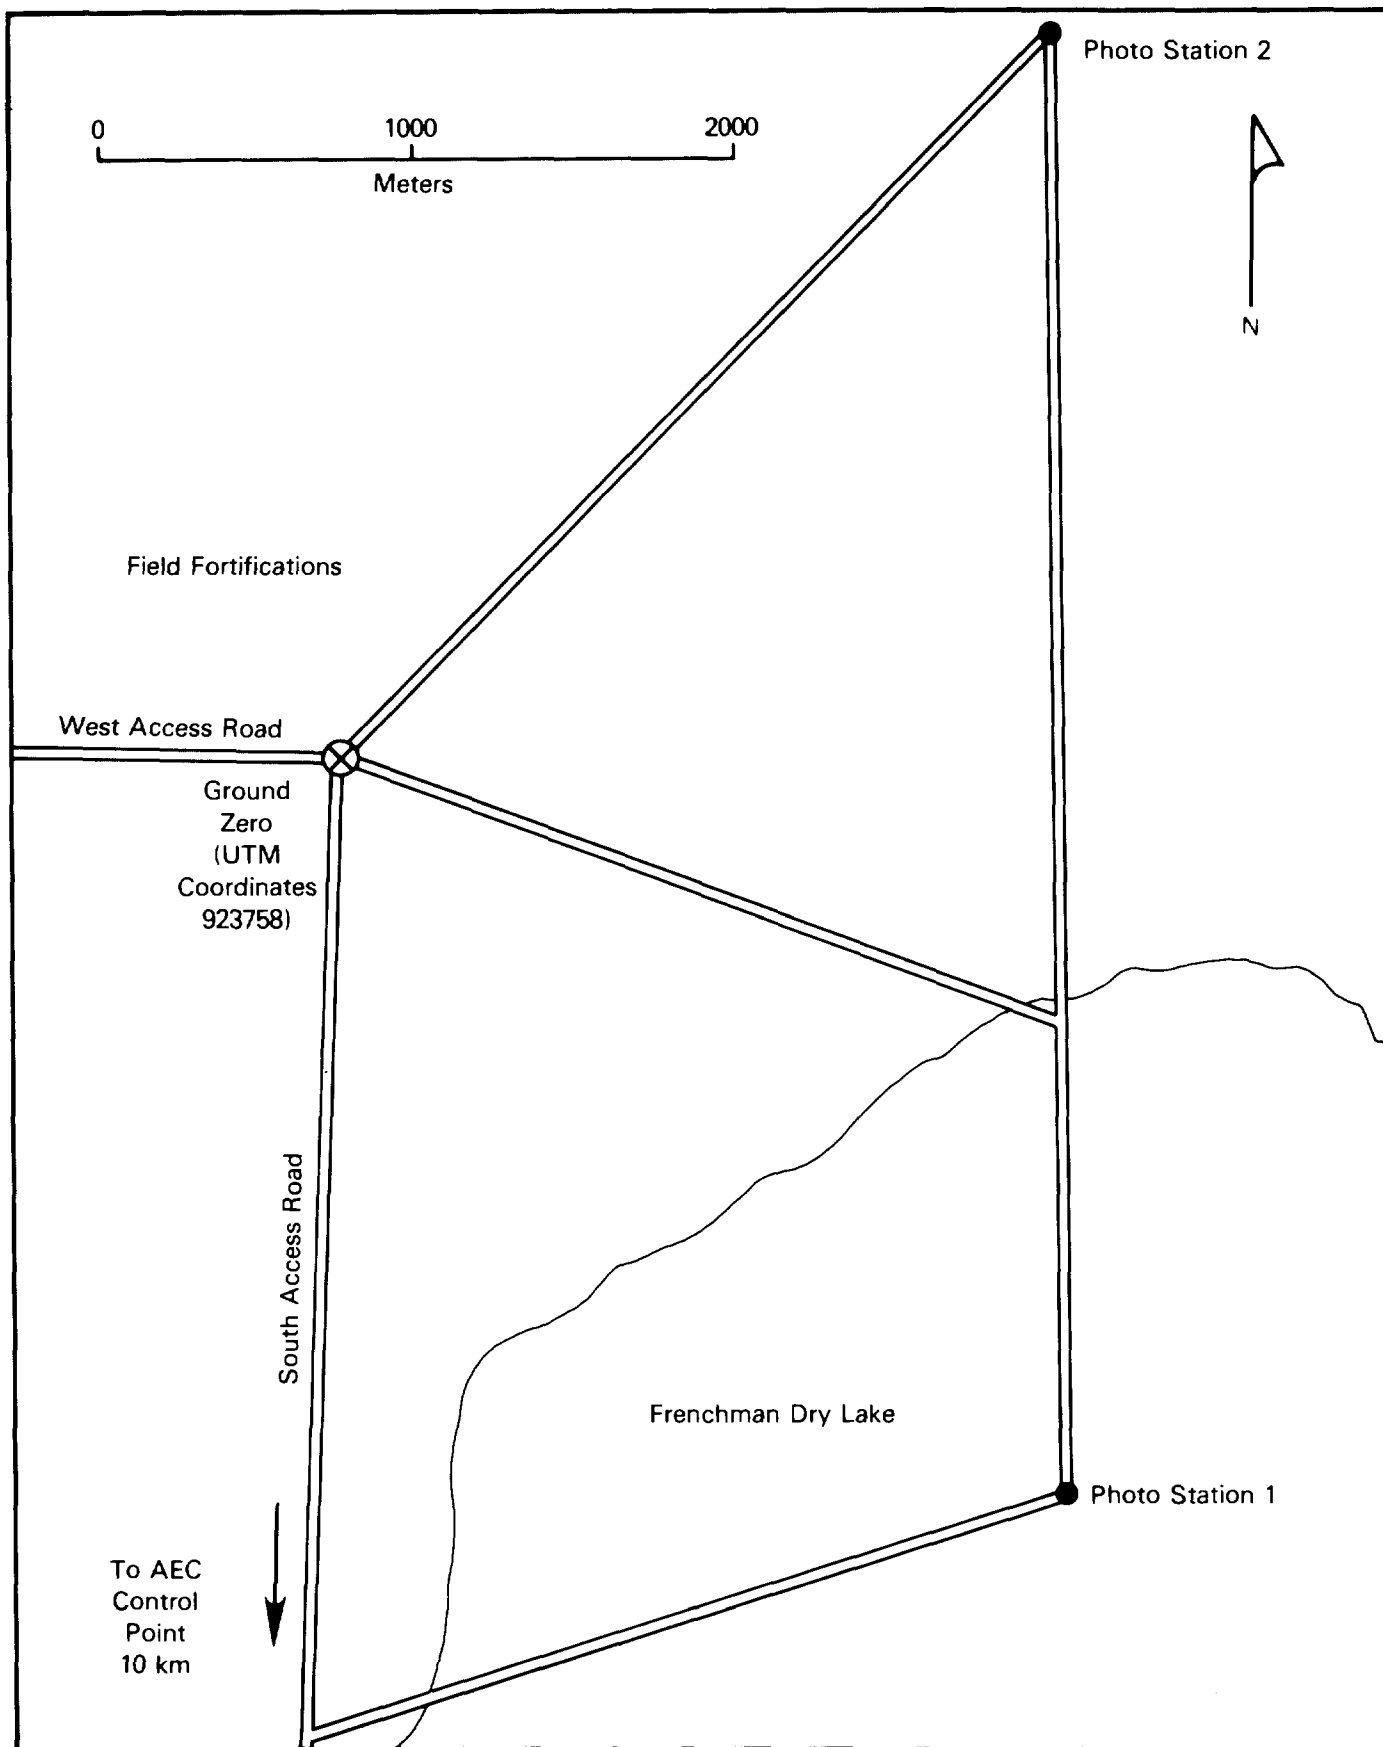 Photo Station 2
0 1000 2000
Meters
N
Field Fortifications
West Access Road
Ground
Zero
(UTM
Coordinates
923758)
South Access Road
Frenchman Dry Lake
Photo Station 1
To AEC
Control
Point
10 km